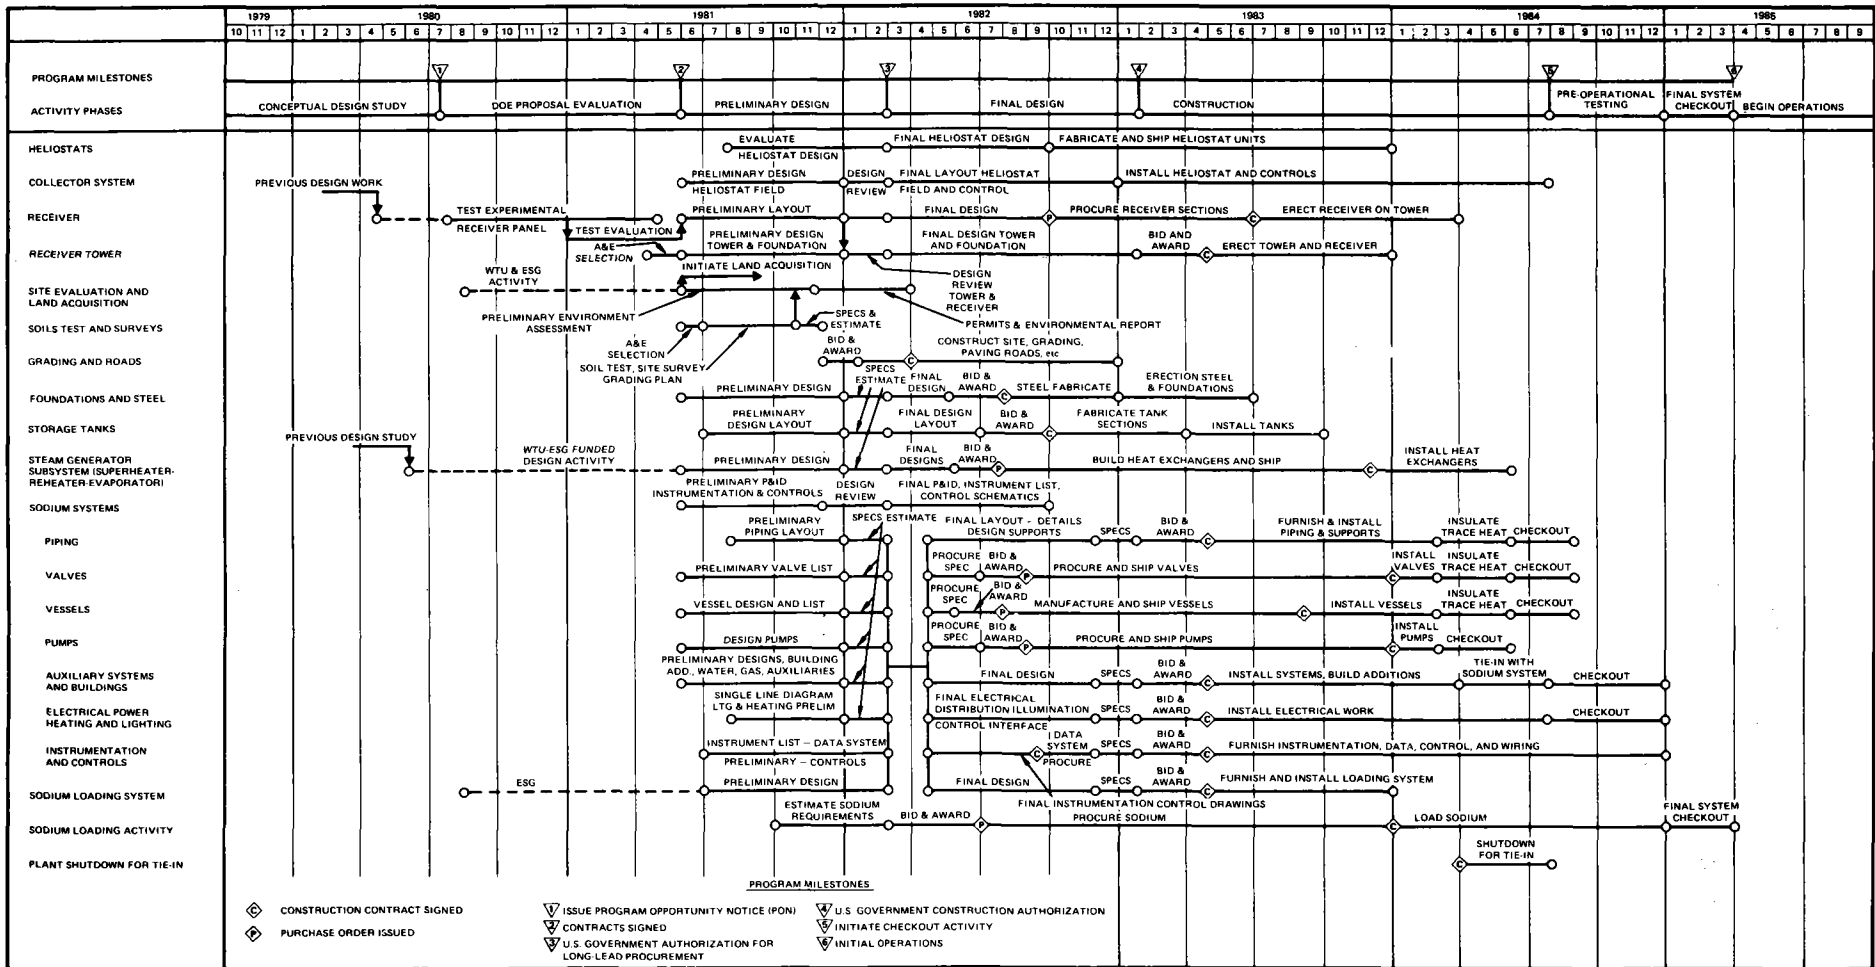 1979 1980 1981 1982 1983 1984 1985
10 11 12 1 2 3 4 5 6 7 8 9 10 11 12 1 2 3 4 5 6 7 8 9 10 11 12 1 2 3 4 5 6 7 8 9 10 11 12 1 2 3 4 5 6 7 8 9 10 11 12 1 2 3 4 5 6 7 8 9 10 11 12 1 2 3 4 5 6 7 8 9
PROGRAM MILESTONES 1 2 3 4 5 6
ACTIVITY PHASES
CONCEPTUAL DESIGN STUDY
DOE PROPOSAL EVALUATION
PRELIMINARY DESIGN
FINAL DESIGN
CONSTRUCTION
PRE-OPERATIONAL
TESTING
FINAL SYSTEM
CHECKOUT
BEGIN OPERATIONS
HELIOSTATS
EVALUATE
HELIOSTAT DESIGN
FINAL HELIOSTAT DESIGN
FABRICATE AND SHIP HELIOSTAT UNITS
COLLECTOR SYSTEM
PREVIOUS DESIGN WORK
PRELIMINARY DESIGN
HELIOSTAT FIELD
DESIGN
REVIEW
FINAL LAYOUT HELIOSTAT
FIELD AND CONTROL
INSTALL HELIOSTAT AND CONTROLS
RECEIVER
TEST EXPERIMENTAL
RECEIVER PANEL
TEST EVALUATION
PRELIMINARY LAYOUT
FINAL DESIGN
P
PROCURE RECEIVER SECTIONS
C
ERECT RECEIVER ON TOWER
RECEIVER TOWER
A&E
SELECTION
PRELIMINARY DESIGN
TOWER & FOUNDATION
FINAL DESIGN TOWER
AND FOUNDATION
BID AND
AWARD
C
ERECT TOWER AND RECEIVER
DESIGN
REVIEW
TOWER &
RECEIVER
SITE EVALUATION AND
LAND ACQUISITION
WTU & ESG
ACTIVITY
INITIATE LAND ACQUISITION
PRELIMINARY ENVIRONMENT
ASSESSMENT
PERMITS & ENVIRONMENTAL REPORT
SOILS TEST AND SURVEYS
A&E
SELECTION
SOIL TEST, SITE SURVEY
GRADING PLAN
SPECS &
ESTIMATE
GRADING AND ROADS
BID &
AWARD
C
CONSTRUCT SITE, GRADING,
PAVING ROADS, etc
FOUNDATIONS AND STEEL
PRELIMINARY DESIGN
SPECS
ESTIMATE
FINAL
DESIGN
BID &
AWARD
C
STEEL FABRICATE
ERECTION STEEL
& FOUNDATIONS
STORAGE TANKS
PRELIMINARY
DESIGN LAYOUT
FINAL DESIGN
LAYOUT
BID &
AWARD
C
FABRICATE TANK
SECTIONS
INSTALL TANKS
STEAM GENERATOR
SUBSYSTEM (SUPERHEATER-
REHEATER-EVAPORATOR)
PREVIOUS DESIGN STUDY
WTU-ESG FUNDED
DESIGN ACTIVITY
PRELIMINARY DESIGN
FINAL
DESIGNS
BID &
AWARD
P
BUILD HEAT EXCHANGERS AND SHIP
C
INSTALL HEAT
EXCHANGERS
SODIUM SYSTEMS
PRELIMINARY P&ID
INSTRUMENTATION & CONTROLS
DESIGN
REVIEW
FINAL P&ID, INSTRUMENT LIST,
CONTROL SCHEMATICS
PIPING
PRELIMINARY
PIPING LAYOUT
SPECS ESTIMATE
FINAL LAYOUT - DETAILS
DESIGN SUPPORTS
SPECS
BID &
AWARD
C
FURNISH & INSTALL
PIPING & SUPPORTS
INSULATE
TRACE HEAT
CHECKOUT
VALVES
PRELIMINARY VALVE LIST
PROCURE
SPEC
BID &
AWARD
P
PROCURE AND SHIP VALVES
C
INSTALL
VALVES
INSULATE
TRACE HEAT
CHECKOUT
VESSELS
VESSEL DESIGN AND LIST
PROCURE
SPEC
BID &
AWARD
P
MANUFACTURE AND SHIP VESSELS
C
INSTALL VESSELS
INSULATE
TRACE HEAT
CHECKOUT
PUMPS
DESIGN PUMPS
PROCURE
SPEC
BID &
AWARD
P
PROCURE AND SHIP PUMPS
C
INSTALL
PUMPS
CHECKOUT
AUXILIARY SYSTEMS
AND BUILDINGS
PRELIMINARY DESIGNS, BUILDING
ADD., WATER, GAS, AUXILIARIES
FINAL DESIGN
SPECS
BID &
AWARD
C
INSTALL SYSTEMS, BUILD ADDITIONS
TIE-IN WITH
SODIUM SYSTEM
CHECKOUT
ELECTRICAL POWER
HEATING AND LIGHTING
SINGLE LINE DIAGRAM
LTG & HEATING PRELIM
FINAL ELECTRICAL
DISTRIBUTION ILLUMINATION
CONTROL INTERFACE
SPECS
BID &
AWARD
C
INSTALL ELECTRICAL WORK
CHECKOUT
INSTRUMENTATION
AND CONTROLS
INSTRUMENT LIST - DATA SYSTEM
PRELIMINARY - CONTROLS
C
DATA
SYSTEM
PROCURE
SPECS
BID &
AWARD
C
FURNISH INSTRUMENTATION, DATA, CONTROL, AND WIRING
SODIUM LOADING SYSTEM
ESG
PRELIMINARY DESIGN
FINAL DESIGN
SPECS
BID &
AWARD
C
FURNISH AND INSTALL LOADING SYSTEM
FINAL INSTRUMENTATION CONTROL DRAWINGS
SODIUM LOADING ACTIVITY
ESTIMATE SODIUM
REQUIREMENTS
BID & AWARD
P
PROCURE SODIUM
C
LOAD SODIUM
FINAL SYSTEM
CHECKOUT
PLANT SHUTDOWN FOR TIE-IN
C
SHUTDOWN
FOR TIE-IN
PROGRAM MILESTONES
C CONSTRUCTION CONTRACT SIGNED
P PURCHASE ORDER ISSUED
1 ISSUE PROGRAM OPPORTUNITY NOTICE (PON)
2 CONTRACTS SIGNED
3 U.S. GOVERNMENT AUTHORIZATION FOR
LONG-LEAD PROCUREMENT
4 U.S GOVERNMENT CONSTRUCTION AUTHORIZATION
5 INITIATE CHECKOUT ACTIVITY
6 INITIAL OPERATIONS